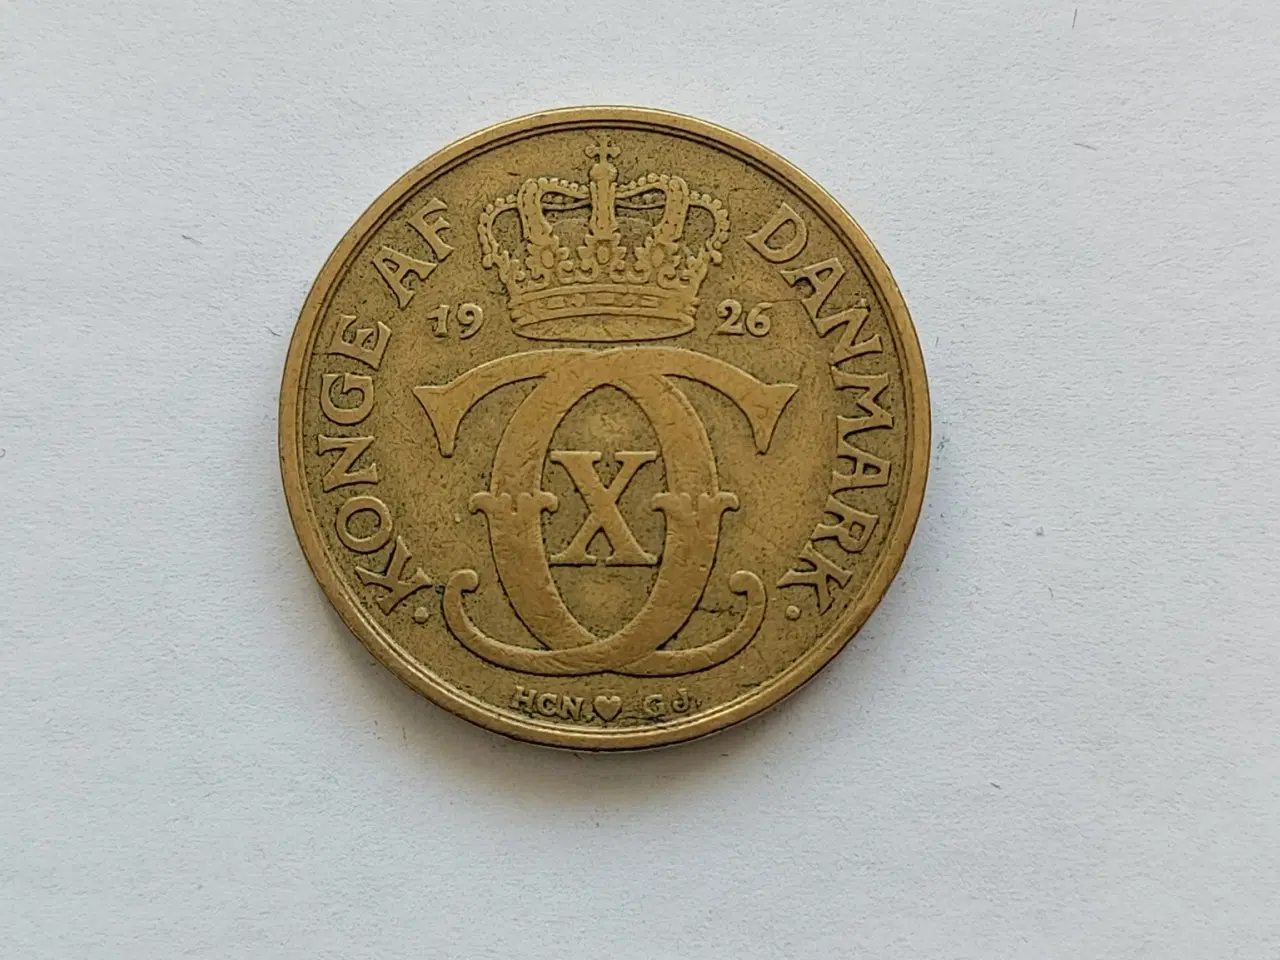 ·KONGE AF DANMARK·
19 26
X
HCN♥ GJ